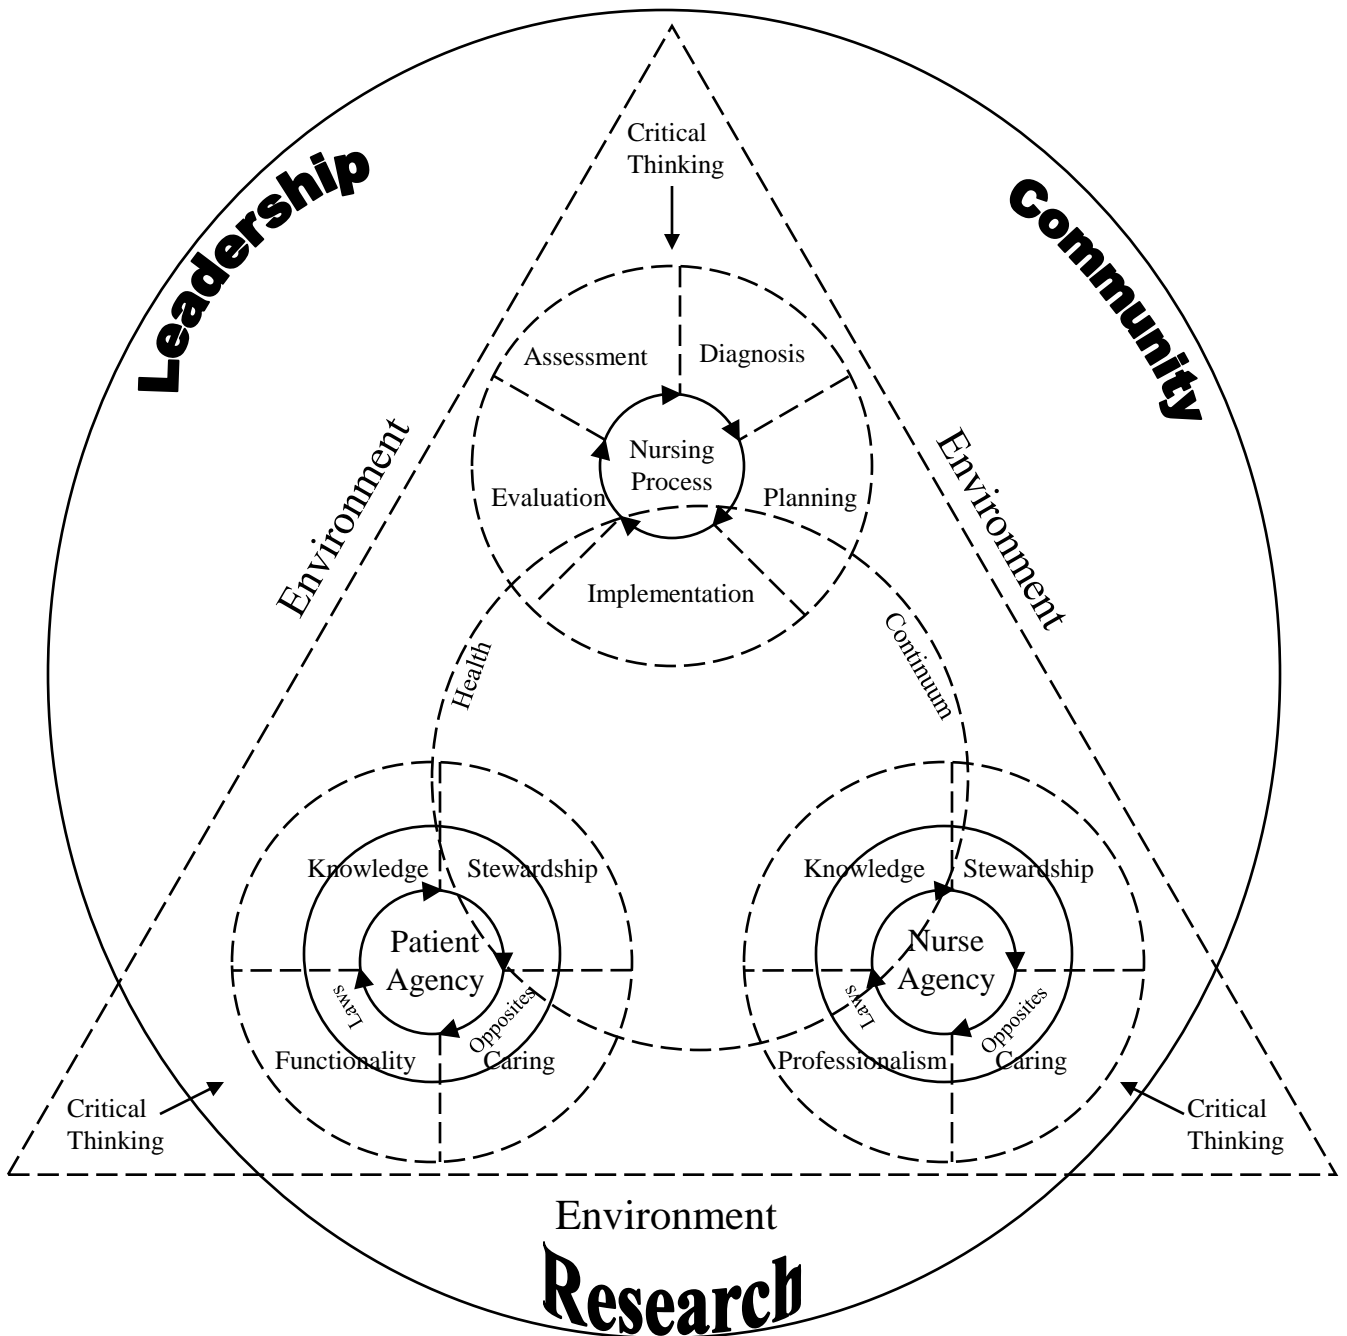 Critical
Thinking
Leadership
Community
Assessment
Diagnosis
Environment
Environment
Nursing
Process
Evaluation
Planning
Implementation
Health
Continuum
Knowledge
Stewardship
Patient
Agency
Laws
Opposites
Functionality
Caring
Knowledge
Stewardship
Nurse
Agency
Laws
Opposites
Professionalism
Caring
Critical
Thinking
Critical
Thinking
Environment
Research